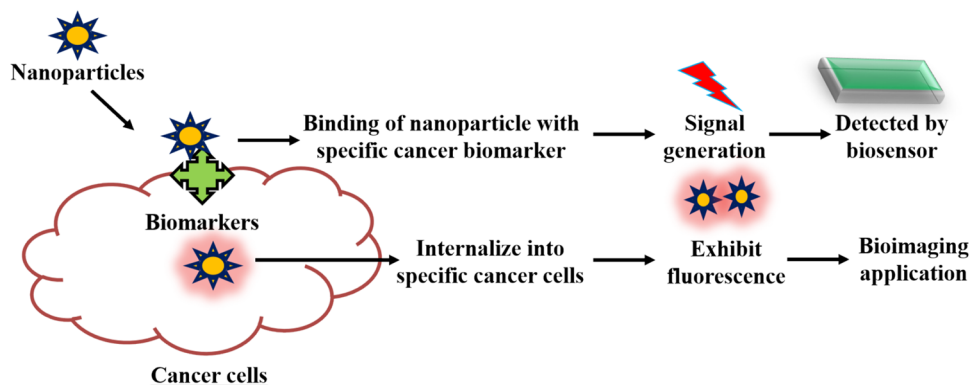 Nanoparticles
Binding of nanoparticle with
specific cancer biomarker
Signal
generation
Detected by
biosensor
Biomarkers
Internalize into
specific cancer cells
Exhibit
fluorescence
Bioimaging
application
Cancer cells